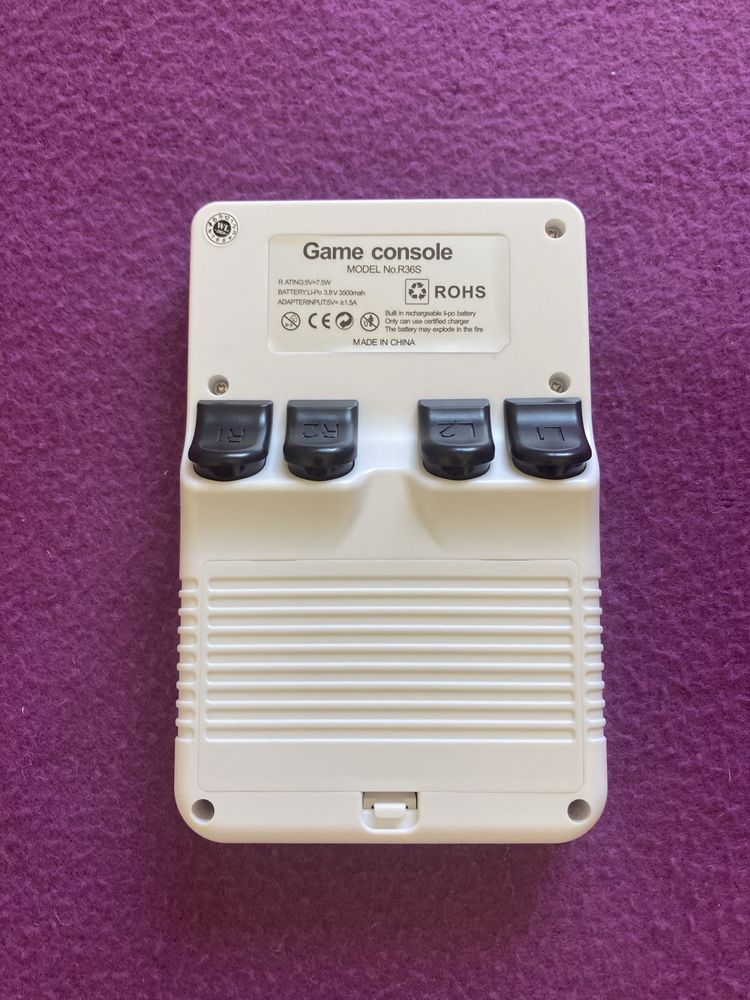 WL
Game console
MODEL No.R36S
R ATING:5V=7.5W
BATTERY:Li-Po 3.8V 3500mah
ADAPTERINPUT:5V= ≥1.5A
ROHS
CE
Built in rechargeable li-po battery
Only can use certified charger
The battery may explode in the fire
MADE IN CHINA
R1 R2 L2 L1